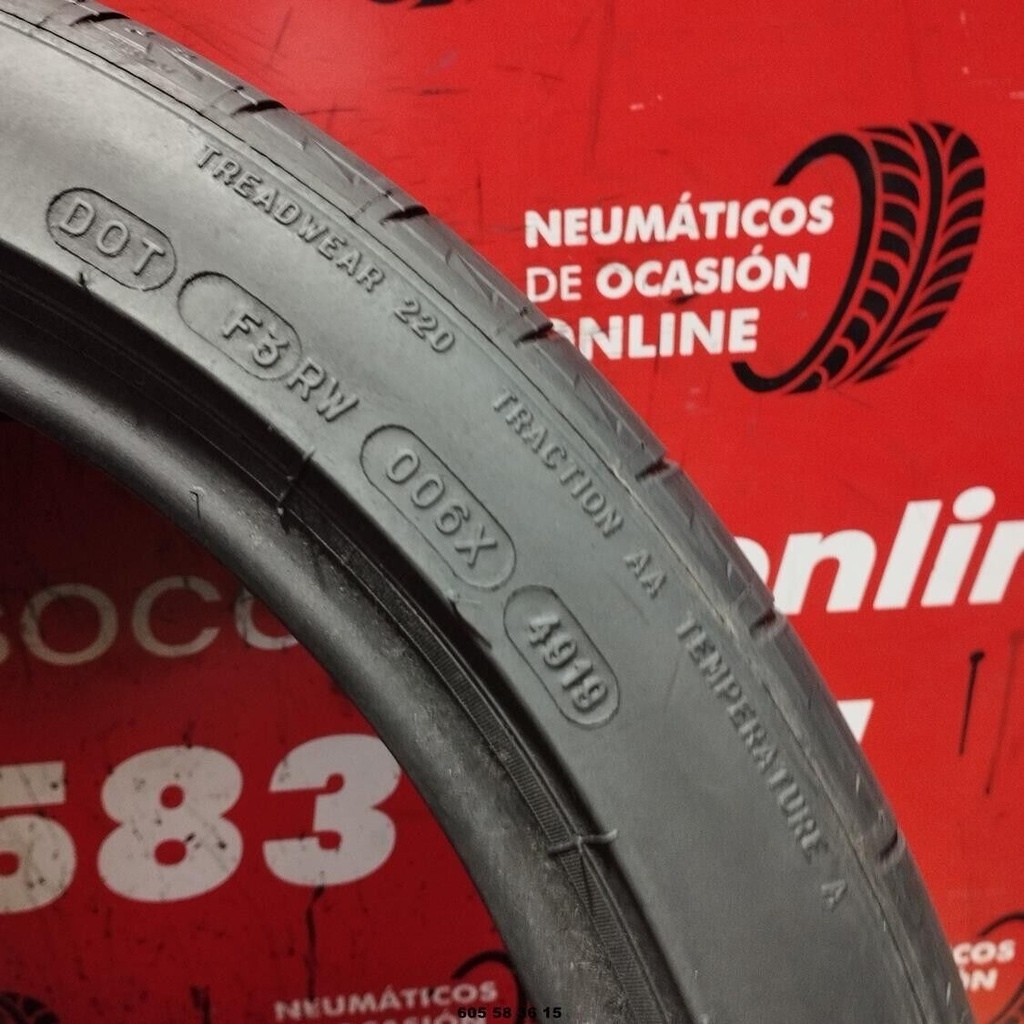 TREADWEAR 220 TRACTION AA TEMPERATURE A
DOT F3 RW 006X 4919
NEUMÁTICOS
DE OCASIÓN
ONLINE
583
NEUMÁTICOS
605 58 36 15